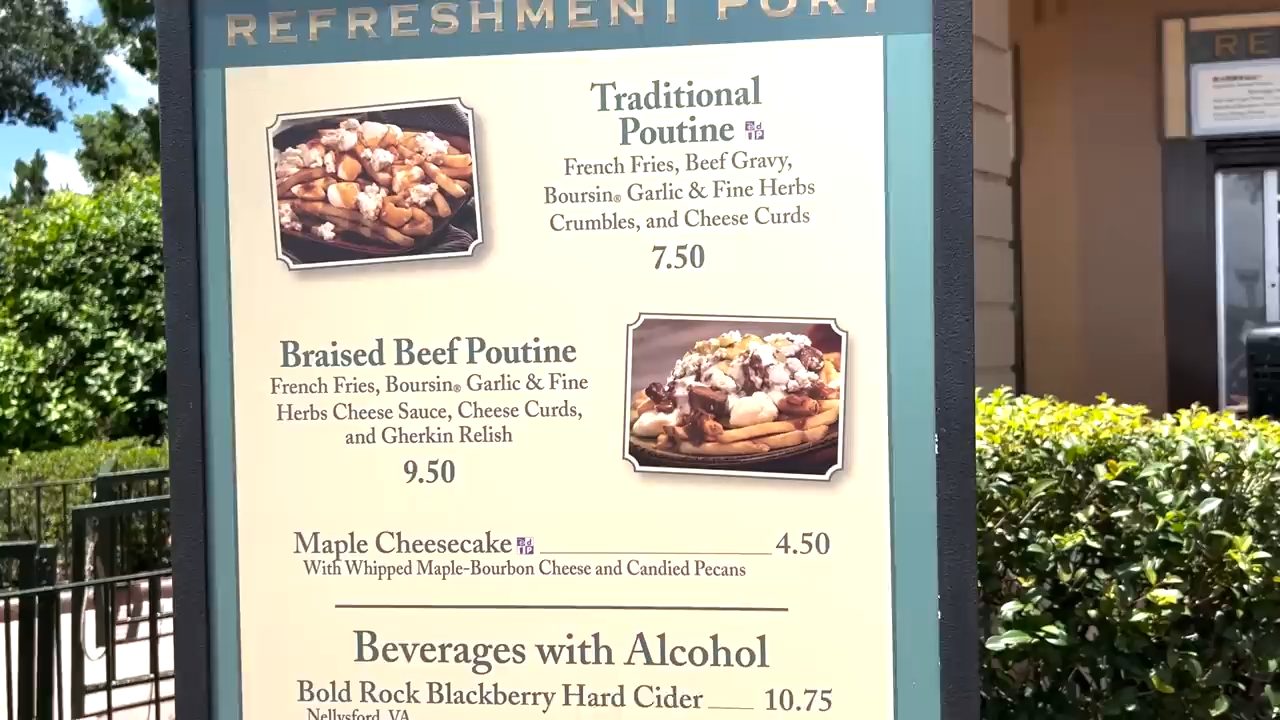 REFRESHMENT PORT
Traditional
Poutine
French Fries, Beef Gravy,
Boursin® Garlic & Fine Herbs
Crumbles, and Cheese Curds
7.50
Braised Beef Poutine
French Fries, Boursin® Garlic & Fine
Herbs Cheese Sauce, Cheese Curds,
and Gherkin Relish
9.50
Maple Cheesecake 4.50
With Whipped Maple-Bourbon Cheese and Candied Pecans
Beverages with Alcohol
Bold Rock Blackberry Hard Cider 10.75
Nellysford, VA
RE